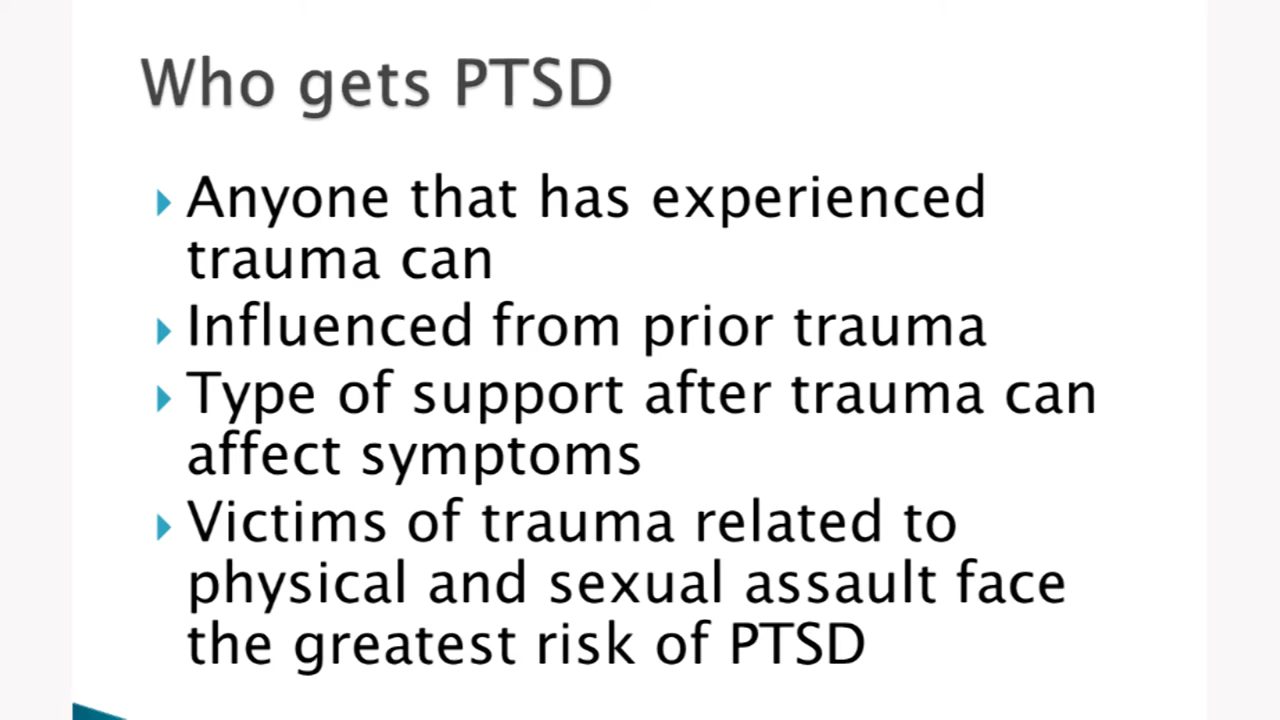 Who gets PTSD
Anyone that has experienced
trauma can
Influenced from prior trauma
Type of support after trauma can
affect symptoms
Victims of trauma related to
physical and sexual assault face
the greatest risk of PTSD